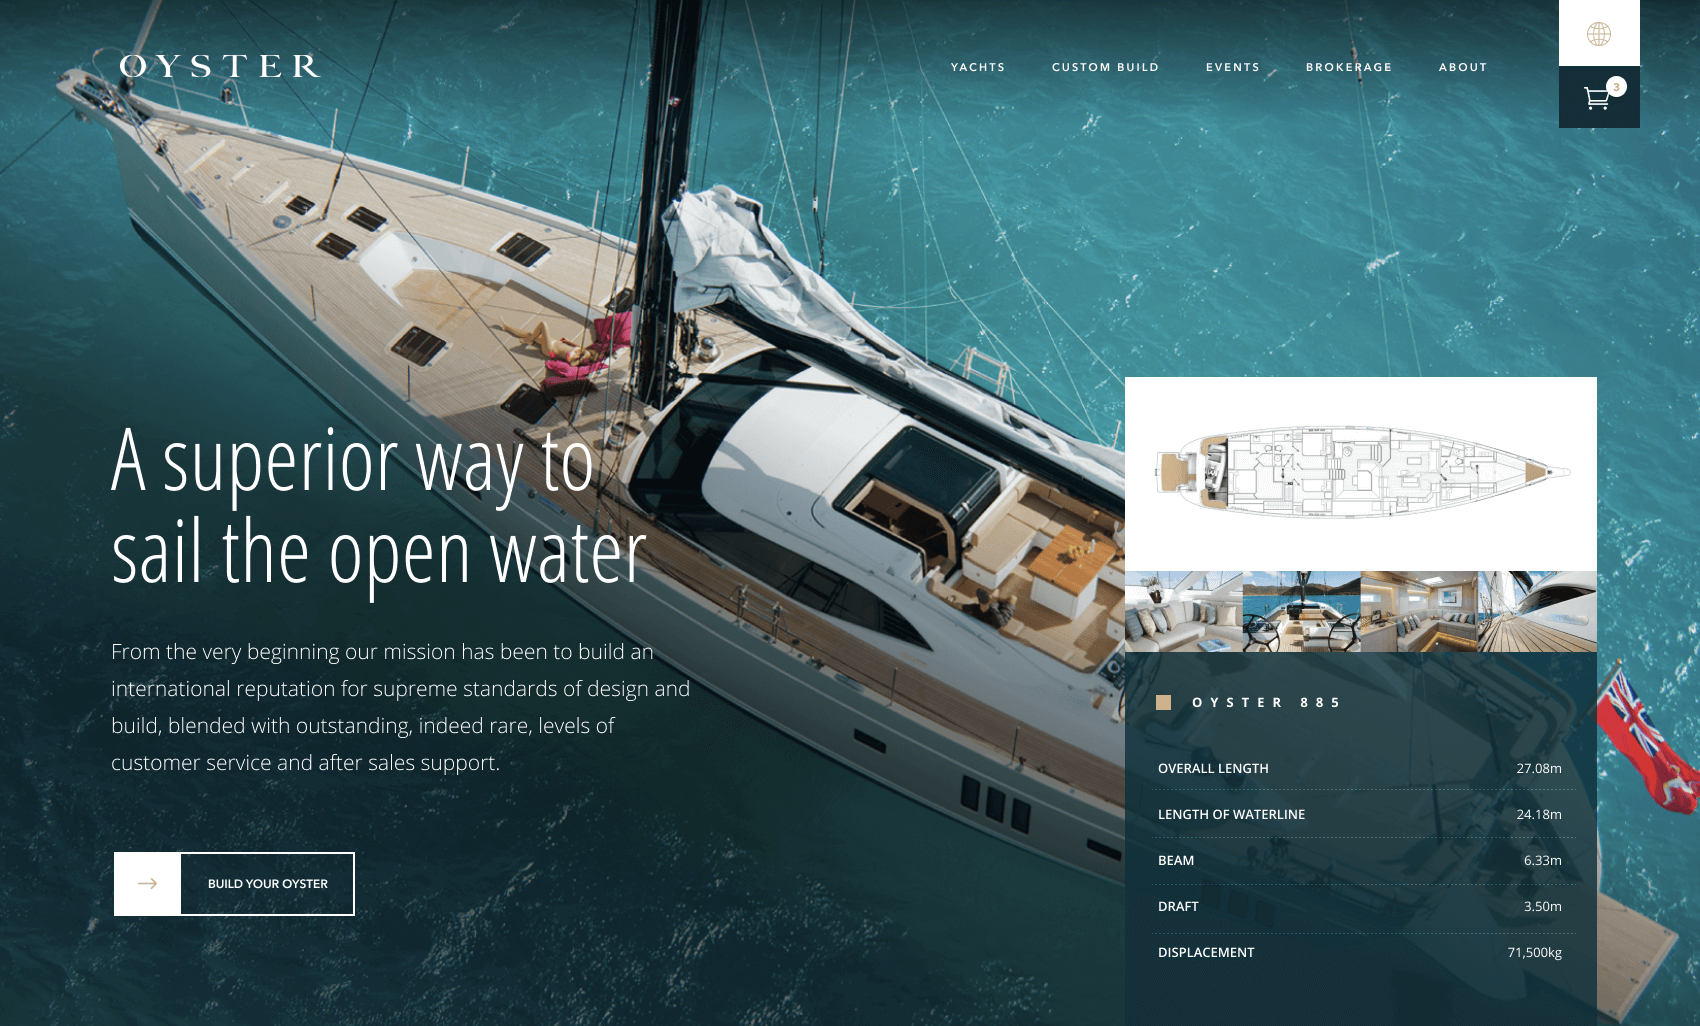 OYSTER
YACHTS
CUSTOM BUILD
EVENTS
BROKERAGE
ABOUT
3
A superior way to
sail the open water
From the very beginning our mission has been to build an
international reputation for supreme standards of design and
build, blended with outstanding, indeed rare, levels of
customer service and after sales support.
BUILD YOUR OYSTER
OYSTER 885
OVERALL LENGTH 27.08m
LENGTH OF WATERLINE 24.18m
BEAM 6.33m
DRAFT 3.50m
DISPLACEMENT 71,500kg